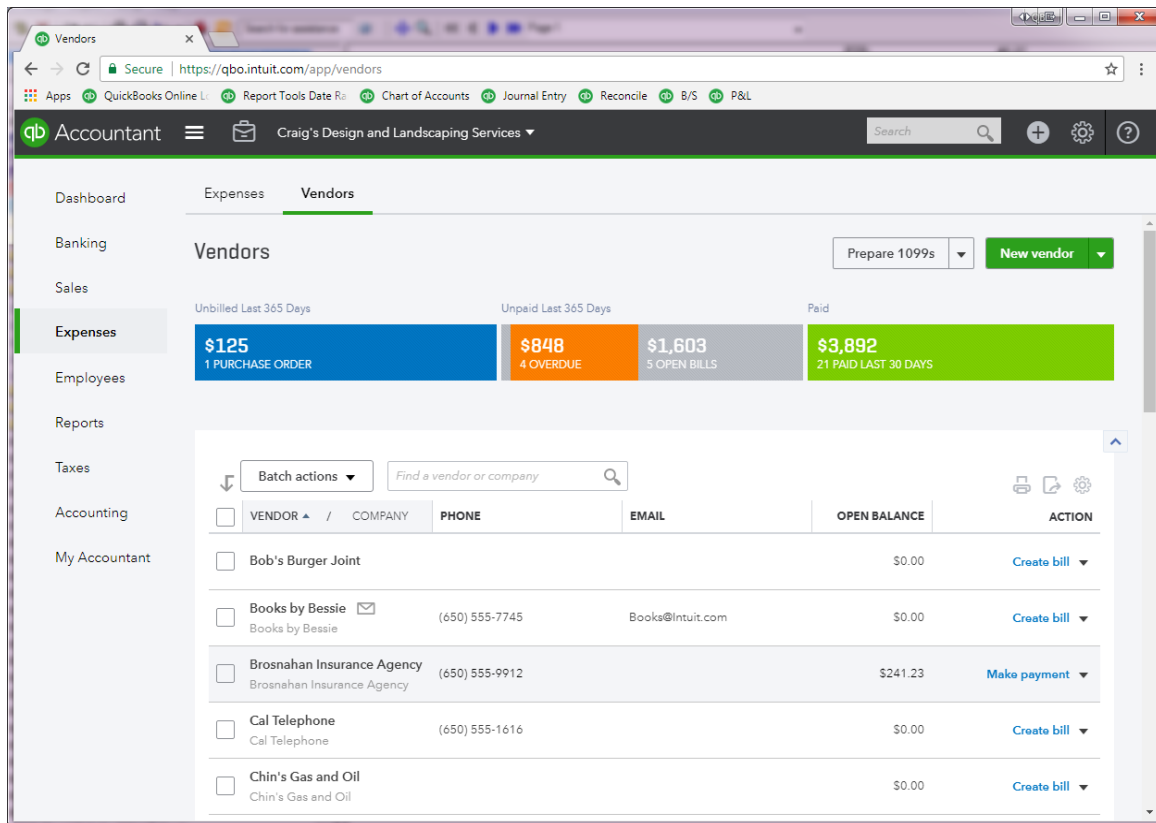 Vendors
Secure https://qbo.intuit.com/app/vendors
Apps QuickBooks Online Lo Report Tools Date Ra Chart of Accounts Journal Entry Reconcile B/S P&L
qb Accountant Craig's Design and Landscaping Services Search
Dashboard
Banking
Sales
Expenses
Employees
Reports
Taxes
Accounting
My Accountant
Expenses Vendors
Vendors Prepare 1099s New vendor
Unbilled Last 365 Days Unpaid Last 365 Days Paid
$125 $848 $1,603 $3,892
1 PURCHASE ORDER 4 OVERDUE 5 OPEN BILLS 21 PAID LAST 30 DAYS
Batch actions Find a vendor or company
VENDOR / COMPANY PHONE EMAIL OPEN BALANCE ACTION
Bob's Burger Joint $0.00 Create bill
Books by Bessie (650) 555-7745 Books@Intuit.com $0.00 Create bill
Books by Bessie
Brosnahan Insurance Agency (650) 555-9912 $241.23 Make payment
Brosnahan Insurance Agency
Cal Telephone (650) 555-1616 $0.00 Create bill
Cal Telephone
Chin's Gas and Oil $0.00 Create bill
Chin's Gas and Oil